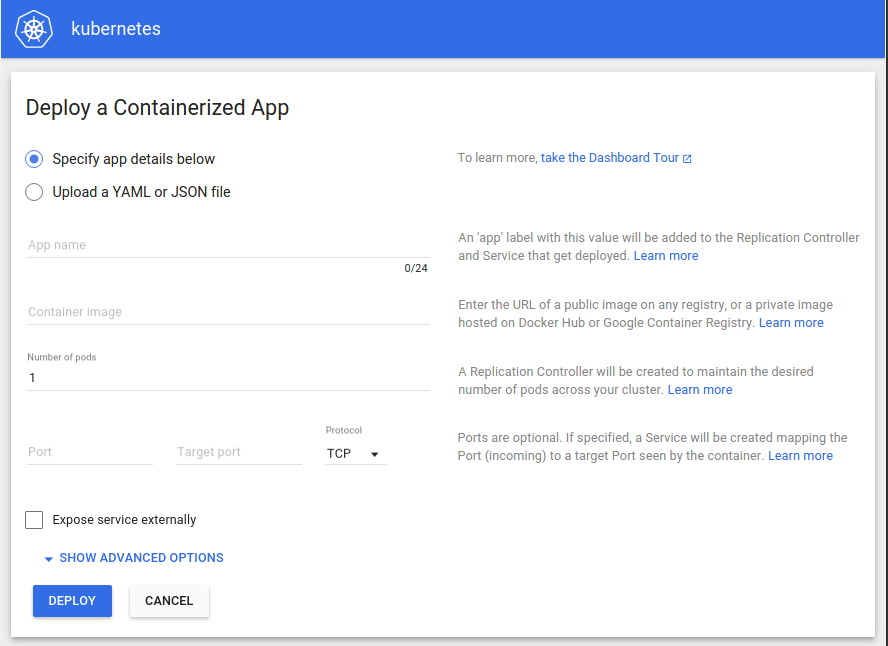 kubernetes
Deploy a Containerized App
Specify app details below
To learn more, take the Dashboard Tour
Upload a YAML or JSON file
App name
0/24
An 'app' label with this value will be added to the Replication Controller
and Service that get deployed. Learn more
Container image
Enter the URL of a public image on any registry, or a private image
hosted on Docker Hub or Google Container Registry. Learn more
Number of pods
1
A Replication Controller will be created to maintain the desired
number of pods across your cluster. Learn more
Port
Target port
Protocol
TCP
Ports are optional. If specified, a Service will be created mapping the
Port (incoming) to a target Port seen by the container. Learn more
Expose service externally
SHOW ADVANCED OPTIONS
DEPLOY
CANCEL